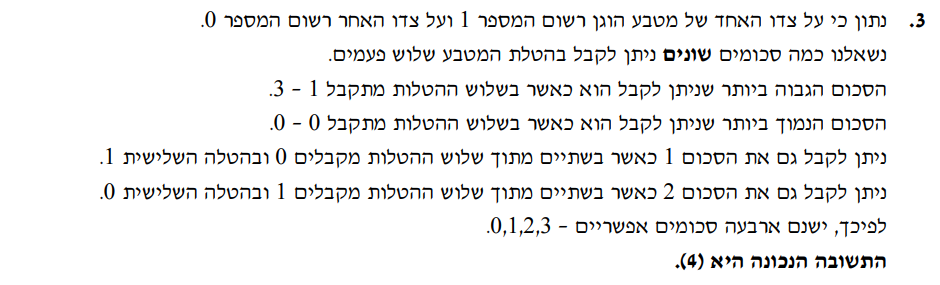 3. נתון כי על צדו האחד של מטבע הוגן רשום המספר 1 ועל צדו האחר רשום המספר 0.
נשאלנו כמה סכומים שונים ניתן לקבל בהטלת המטבע שלוש פעמים.
הסכום הגבוה ביותר שניתן לקבל הוא כאשר בשלוש ההטלות מתקבל 1 – 3.
הסכום הנמוך ביותר שניתן לקבל הוא כאשר בשלוש ההטלות מתקבל 0 – 0.
ניתן לקבל גם את הסכום 1 כאשר בשתיים מתוך שלוש ההטלות מקבלים 0 ובהטלה השלישית 1.
ניתן לקבל גם את הסכום 2 כאשר בשתיים מתוך שלוש ההטלות מקבלים 1 ובהטלה השלישית 0.
לפיכך, ישנם ארבעה סכומים אפשריים – 0,1,2,3.
התשובה הנכונה היא (4).